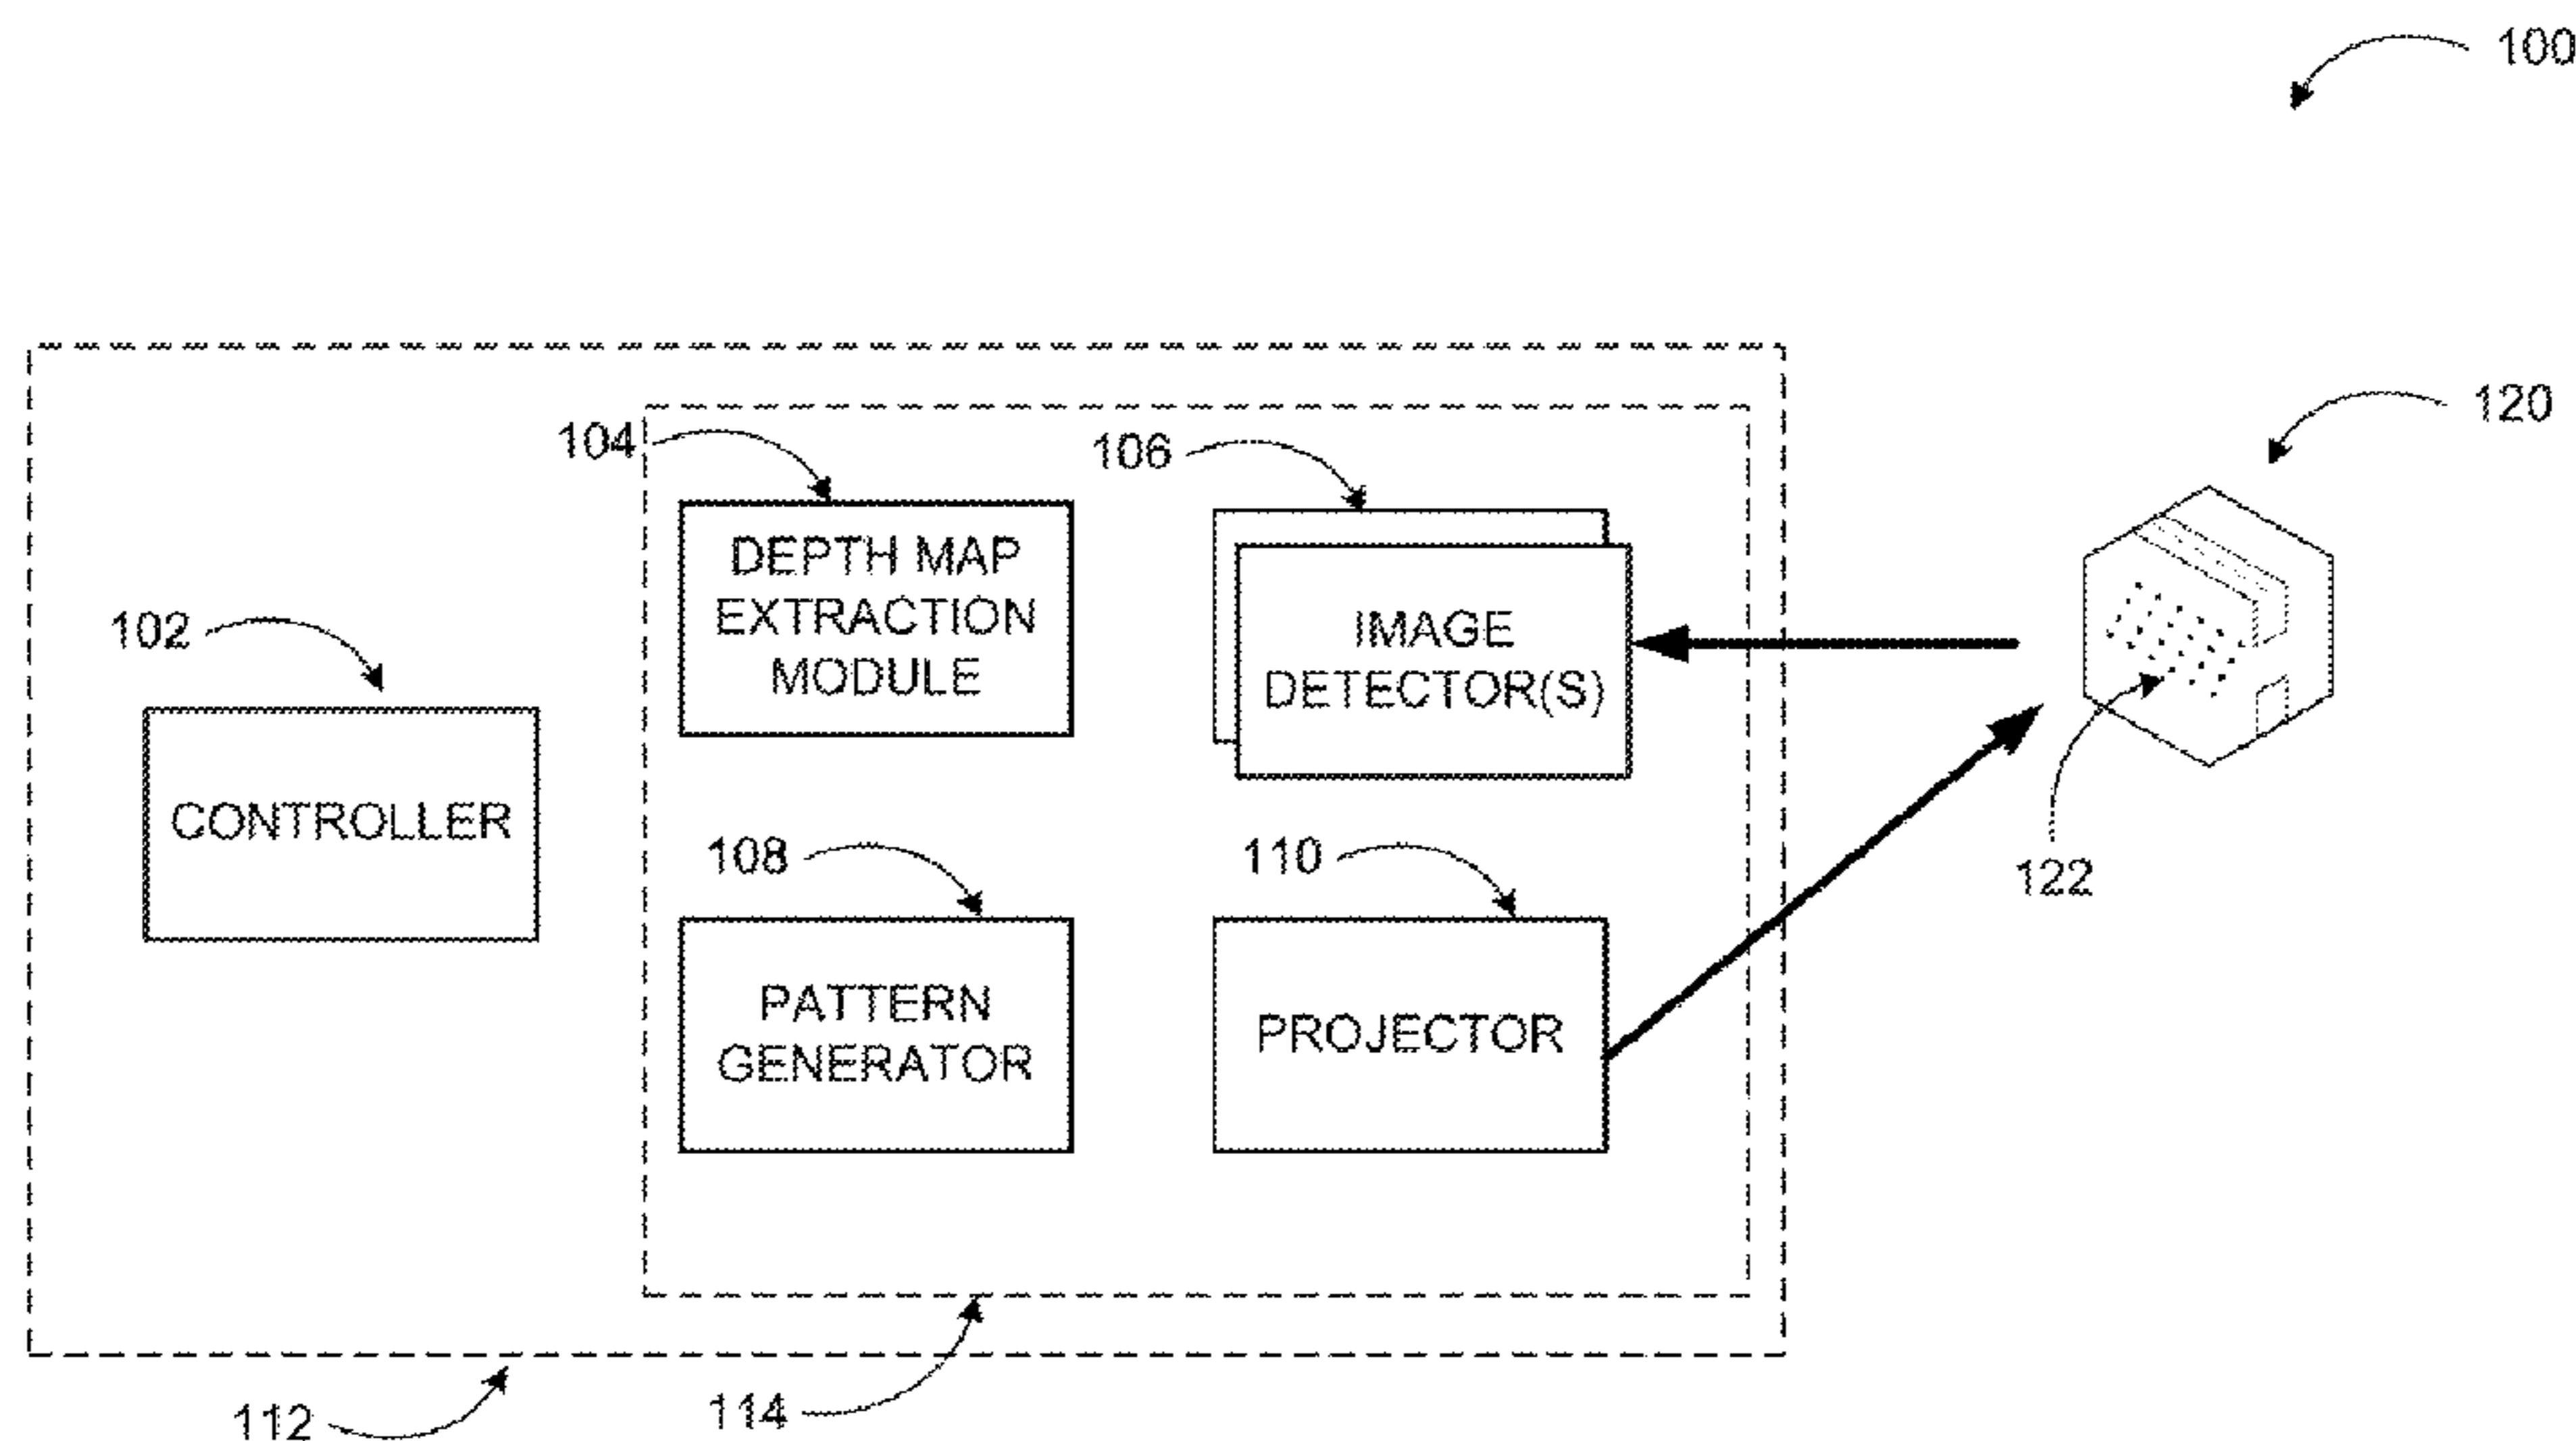 100
120
104
106
DEPTH MAP
EXTRACTION
MODULE
IMAGE
DETECTOR(S)
102
CONTROLLER
108
110
122
PATTERN
GENERATOR
PROJECTOR
112
114